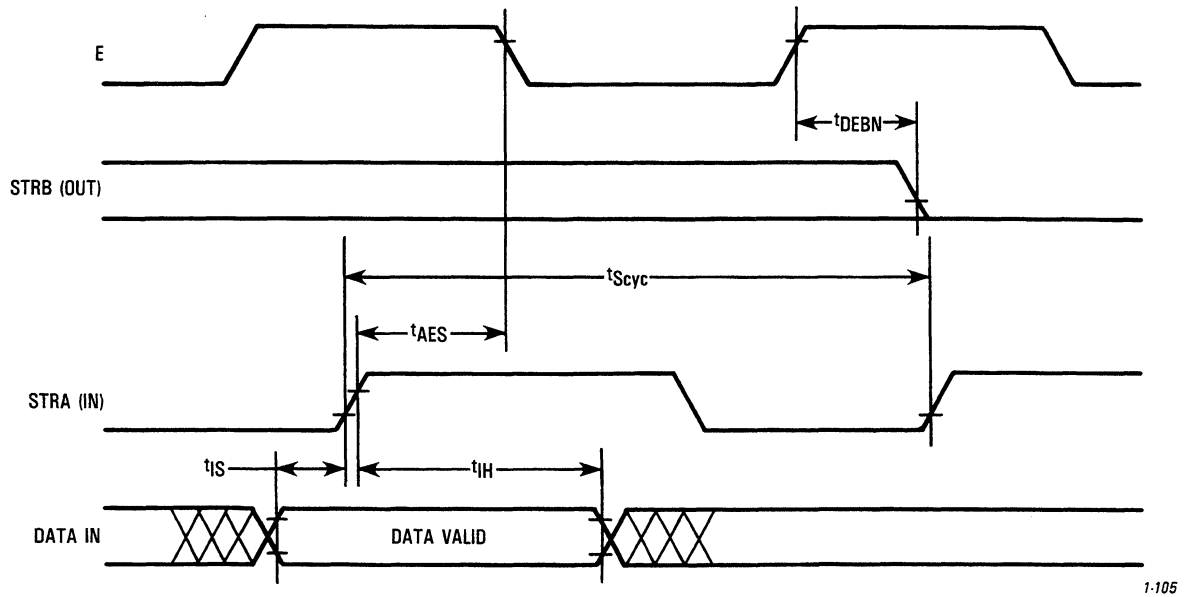 E
tDEBN
STRB (OUT)
tScyc
tAES
STRA (IN)
tIS
tIH
DATA IN
DATA VALID
1-105